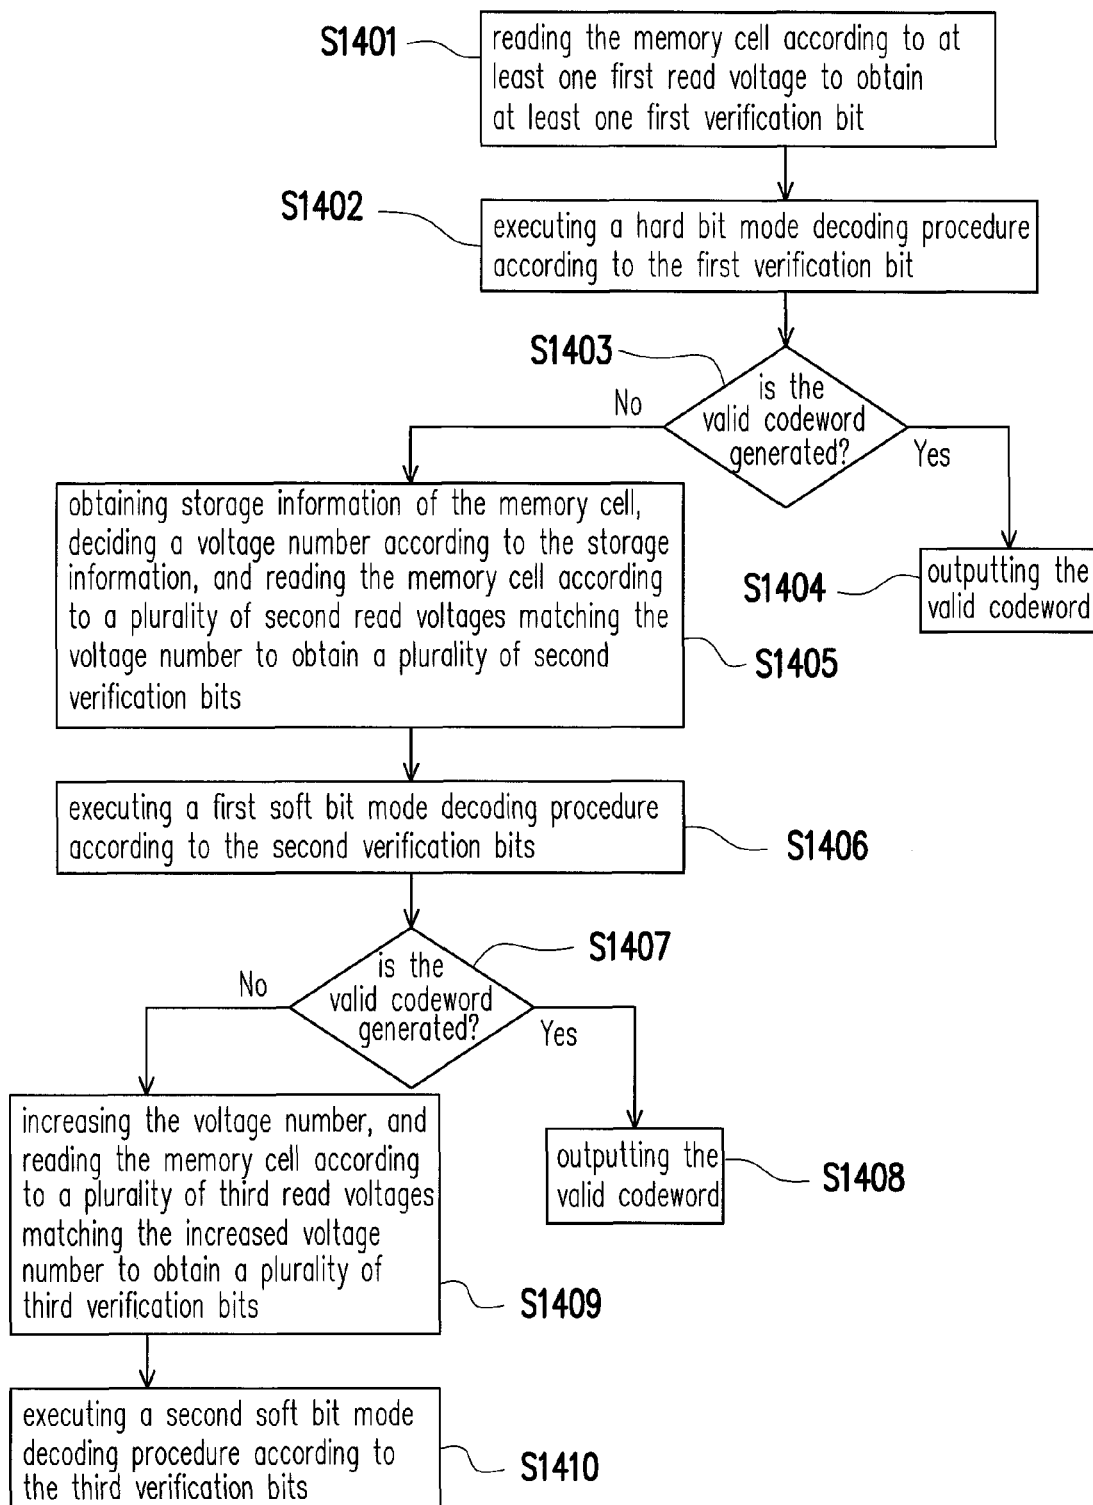 S1401
reading the memory cell according to at
least one first read voltage to obtain
at least one first verification bit
S1402
executing a hard bit mode decoding procedure
according to the first verification bit
S1403
is the
valid codeword
generated?
No
Yes
obtaining storage information of the memory cell,
deciding a voltage number according to the storage
information, and reading the memory cell according
to a plurality of second read voltages matching the
voltage number to obtain a plurality of second
verification bits
S1404
outputting the
valid codeword
S1405
executing a first soft bit mode decoding procedure
according to the second verification bits
S1406
S1407
is the
valid codeword
generated?
No
Yes
increasing the voltage number, and
reading the memory cell according
to a plurality of third read voltages
matching the increased voltage
number to obtain a plurality of
third verification bits
outputting the
valid codeword
S1408
S1409
executing a second soft bit mode
decoding procedure according to
the third verification bits
S1410